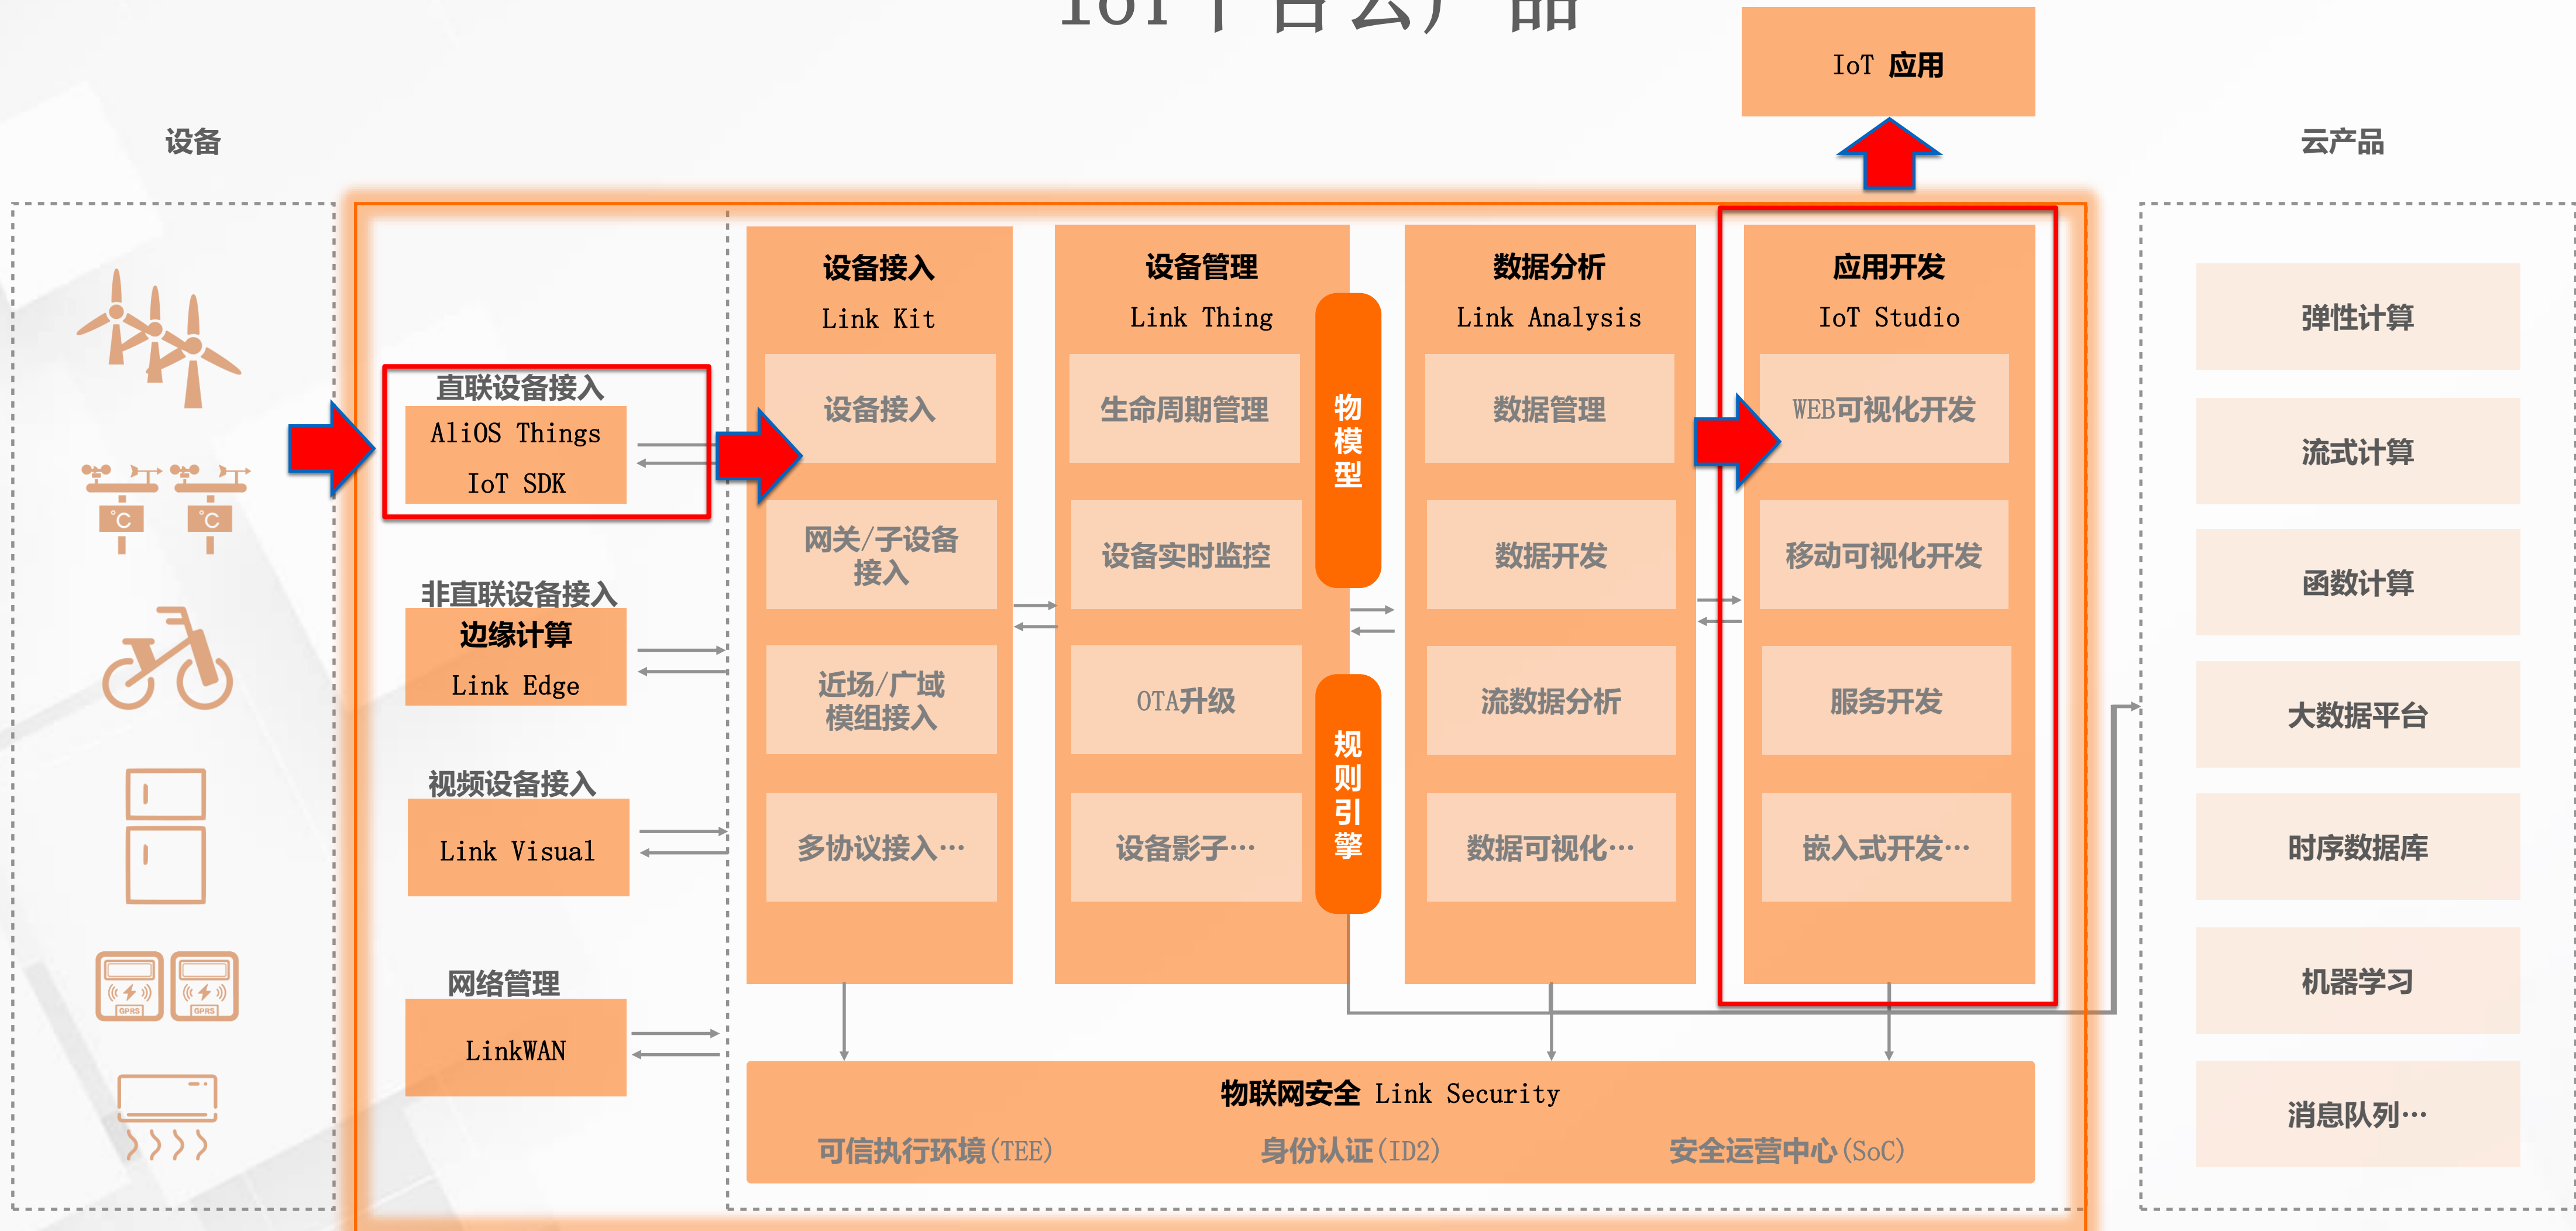 IoT平台云产品
IoT 应用
设备
云产品
直联设备接入
AliOS Things
IoT SDK
非直联设备接入
边缘计算
Link Edge
视频设备接入
Link Visual
网络管理
LinkWAN
℃
℃
GPRS
GPRS
设备接入
Link Kit
设备接入
网关/子设备
接入
近场/广域
模组接入
多协议接入…
设备管理
Link Thing
生命周期管理
设备实时监控
OTA升级
设备影子…
物模型
规则引擎
数据分析
Link Analysis
数据管理
数据开发
流数据分析
数据可视化…
应用开发
IoT Studio
WEB可视化开发
移动可视化开发
服务开发
嵌入式开发…
物联网安全 Link Security
可信执行环境(TEE)
身份认证(ID2)
安全运营中心(SoC)
弹性计算
流式计算
函数计算
大数据平台
时序数据库
机器学习
消息队列…